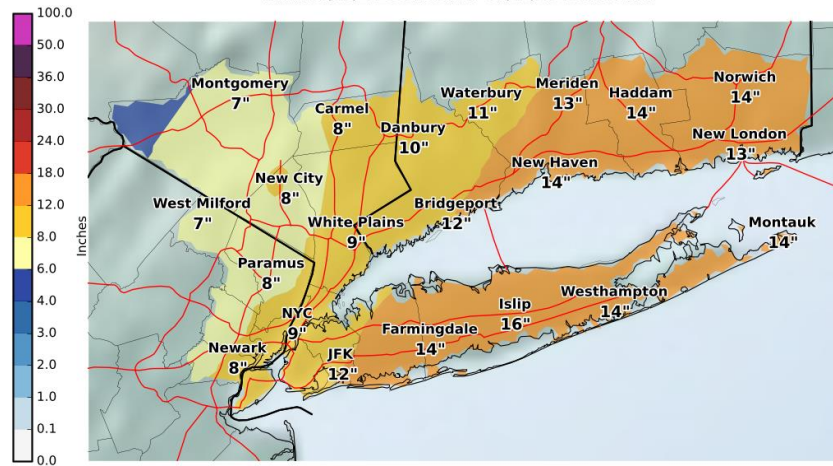 100.0
50.0
36.0
30.0
24.0
18.0
12.0
8.0
6.0
4.0
3.0
2.0
1.0
0.1
0.0
Inches
Montgomery
7"
Carmel
8"
Danbury
10"
Waterbury
11"
Meriden
13"
Haddam
14"
Norwich
14"
New London
13"
New Haven
14"
New City
8"
West Milford
7"
White Plains
9"
Bridgeport
12"
Montauk
14"
Paramus
8"
NYC
9"
Islip
16"
Westhampton
14"
Farmingdale
14"
Newark
8"
JFK
12"